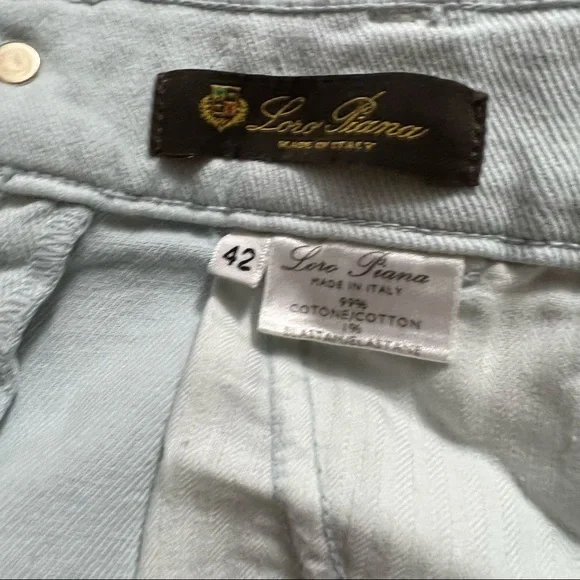 Loro Piana
MADE IN ITALY
42
Loro Piana
MADE IN ITALY
99%
COTONE/COTTON
1%
ELASTAN/ELASTANE